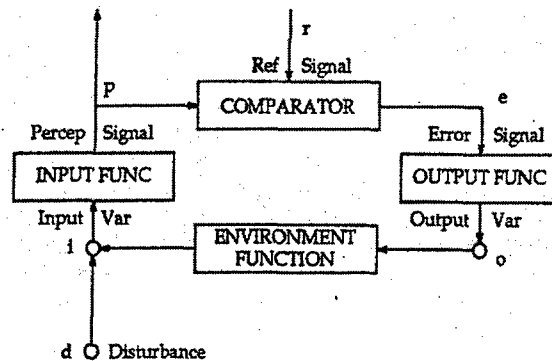 r
p
Ref Signal
COMPARATOR
e
Percep Signal
Error Signal
INPUT FUNC
OUTPUT FUNC
Input Var
Output Var
i
ENVIRONMENT
FUNCTION
o
d Disturbance